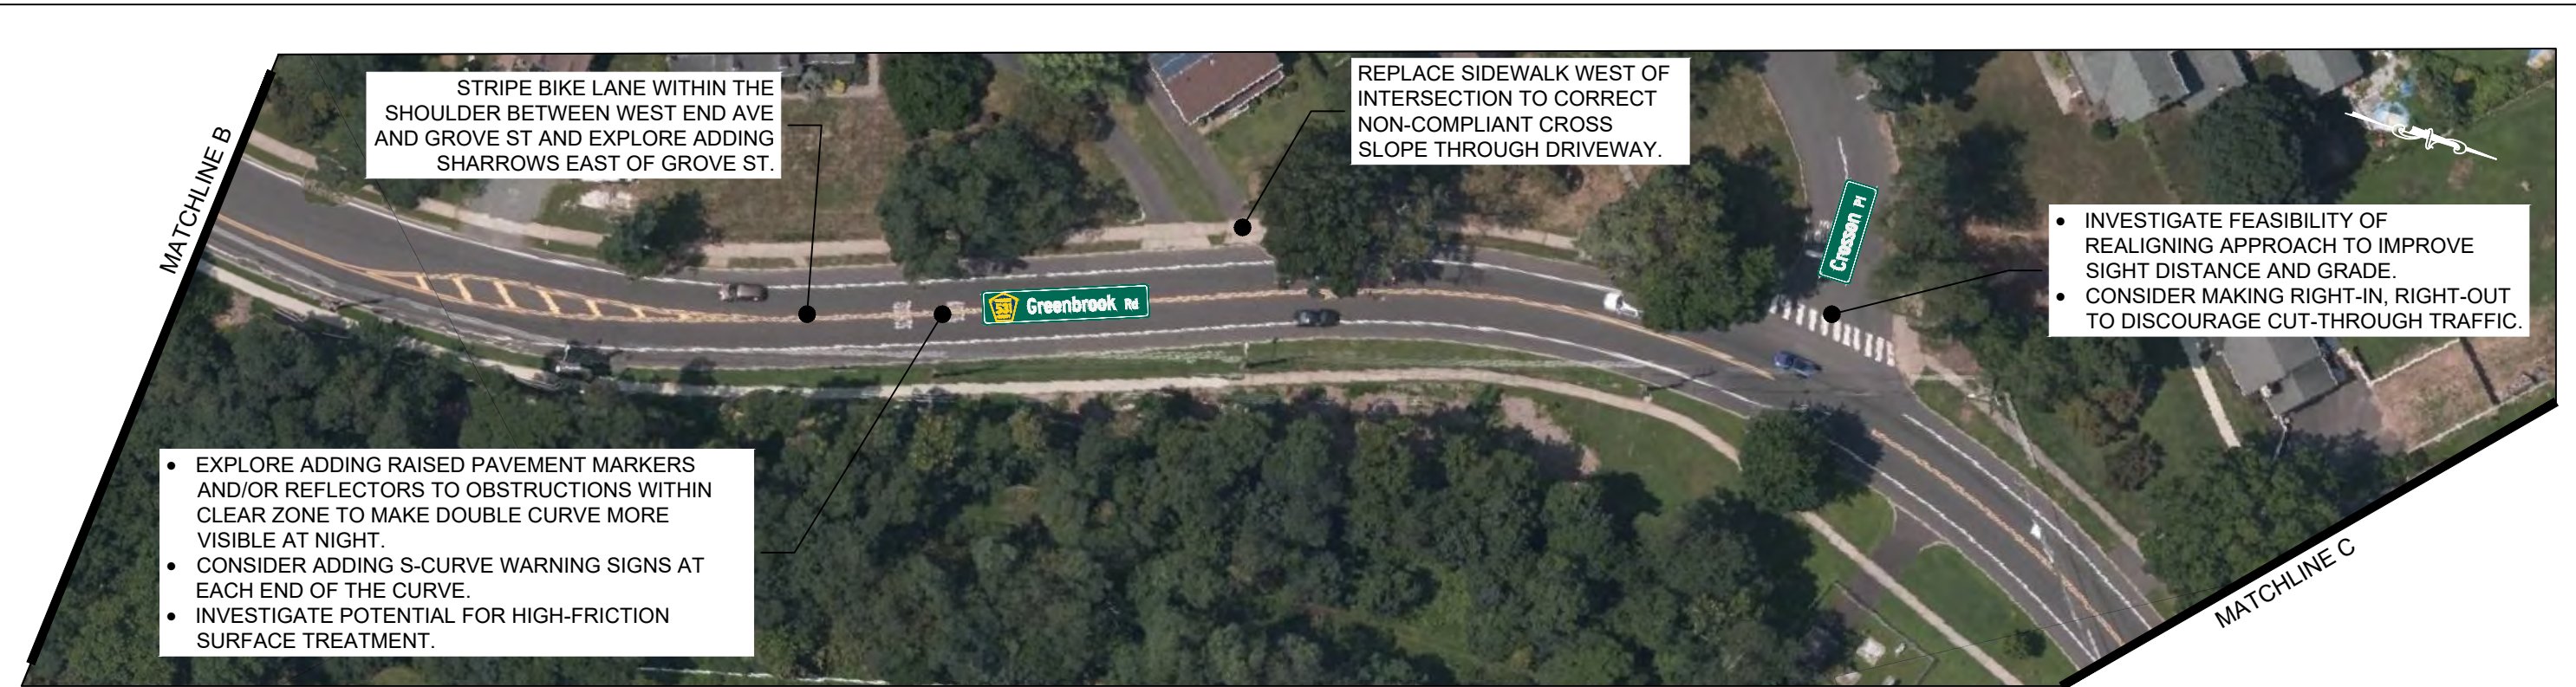 STRIPE BIKE LANE WITHIN THE
SHOULDER BETWEEN WEST END AVE
AND GROVE ST AND EXPLORE ADDING
SHARROWS EAST OF GROVE ST.
REPLACE SIDEWALK WEST OF
INTERSECTION TO CORRECT
NON-COMPLIANT CROSS
SLOPE THROUGH DRIVEWAY.
MATCHLINE B
Crosson Pl
• INVESTIGATE FEASIBILITY OF
REALIGNING APPROACH TO IMPROVE
SIGHT DISTANCE AND GRADE.
• CONSIDER MAKING RIGHT-IN, RIGHT-OUT
TO DISCOURAGE CUT-THROUGH TRAFFIC.
Greenbrook Rd
• EXPLORE ADDING RAISED PAVEMENT MARKERS
AND/OR REFLECTORS TO OBSTRUCTIONS WITHIN
CLEAR ZONE TO MAKE DOUBLE CURVE MORE
VISIBLE AT NIGHT.
• CONSIDER ADDING S-CURVE WARNING SIGNS AT
EACH END OF THE CURVE.
• INVESTIGATE POTENTIAL FOR HIGH-FRICTION
SURFACE TREATMENT.
MATCHLINE C